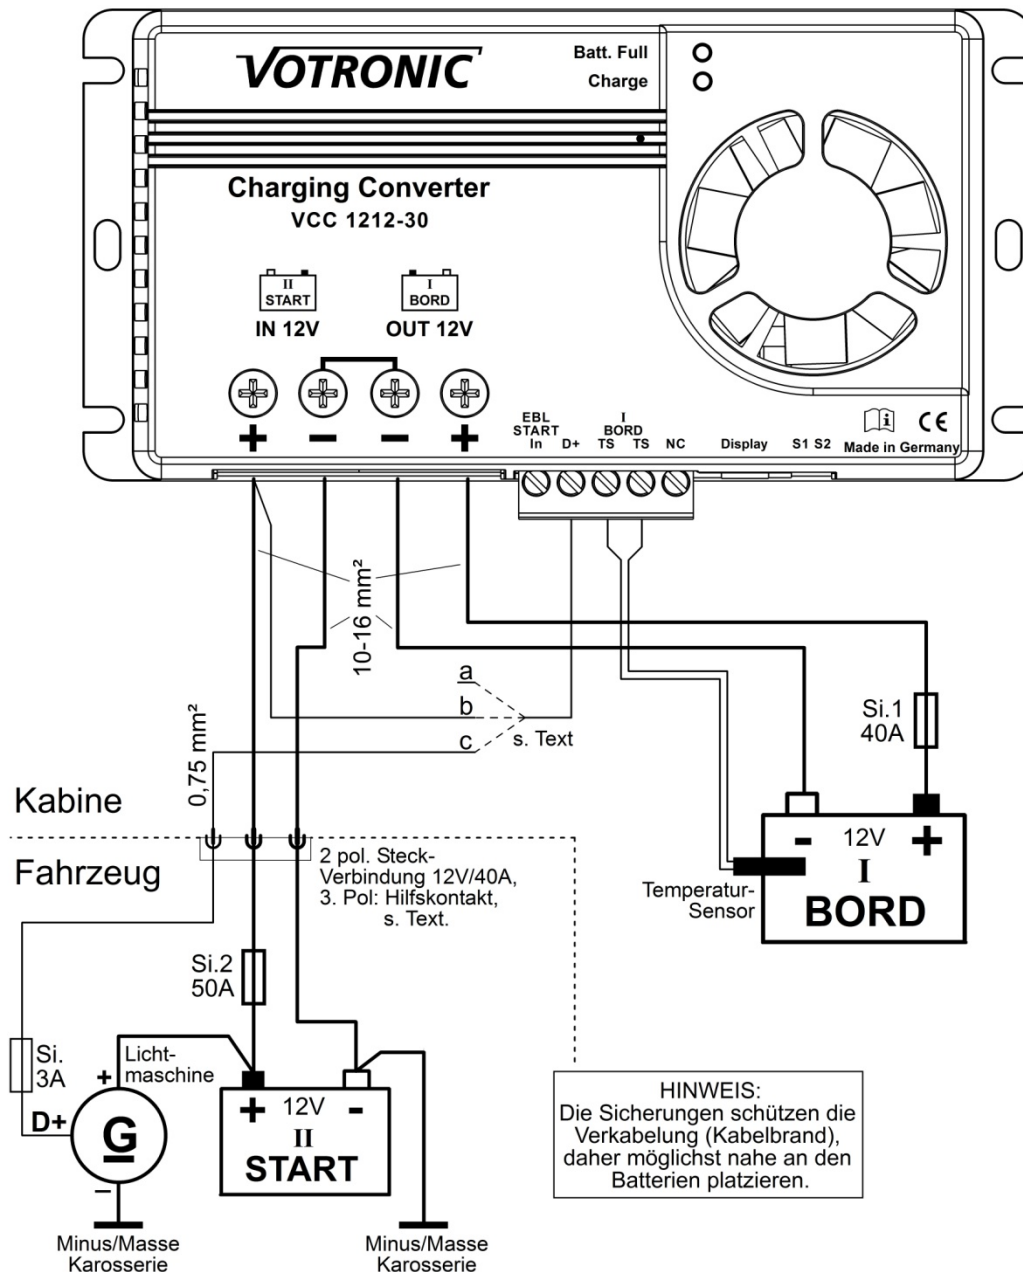 VOTRONIC
Batt. Full
Charge
Charging Converter
VCC 1212-30
II
START
IN 12V
I
BORD
OUT 12V
+ − − +
EBL
START
In
D+
I
BORD
TS TS
NC
Display
S1 S2
i
CE
Made in Germany
10-16 mm²
0,75 mm²
a
b
c
s. Text
Si.1
40A
Kabine
Fahrzeug
2 pol. Steck-
Verbindung 12V/40A,
3. Pol: Hilfskontakt,
s. Text.
Temperatur-
Sensor
- 12V +
I
BORD
Si.2
50A
Si.
3A
+
Licht-
maschine
D+
G
−
+ 12V -
II
START
Minus/Masse
Karosserie
Minus/Masse
Karosserie
HINWEIS:
Die Sicherungen schützen die
Verkabelung (Kabelbrand),
daher möglichst nahe an den
Batterien platzieren.